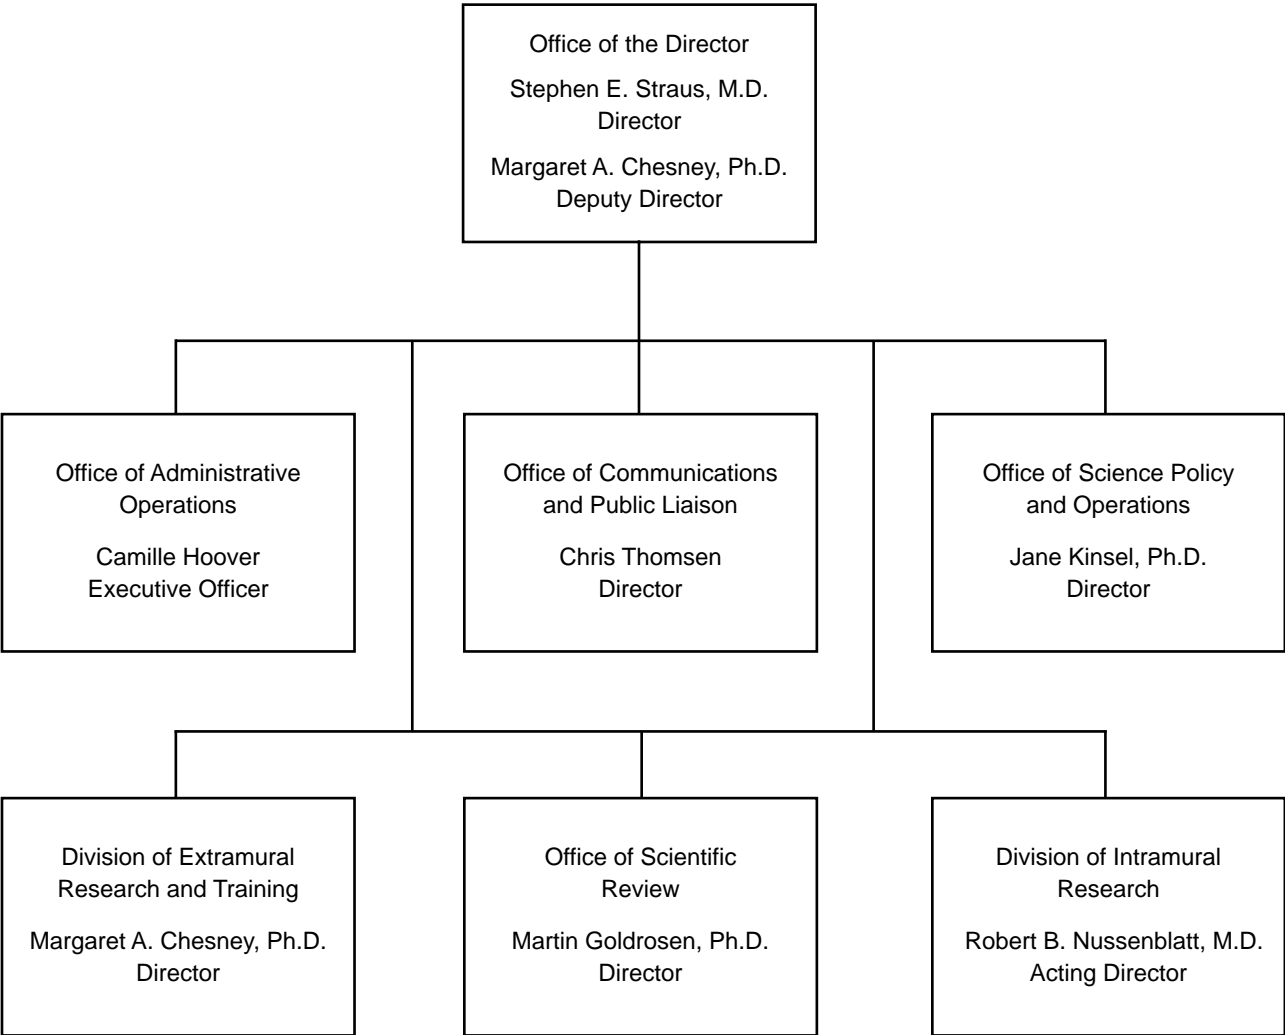 Office of the Director
Stephen E. Straus, M.D.
Director
Margaret A. Chesney, Ph.D.
Deputy Director
Office of Administrative
Operations
Camille Hoover
Executive Officer
Office of Communications
and Public Liaison
Chris Thomsen
Director
Office of Science Policy
and Operations
Jane Kinsel, Ph.D.
Director
Division of Extramural
Research and Training
Margaret A. Chesney, Ph.D.
Director
Office of Scientific
Review
Martin Goldrosen, Ph.D.
Director
Division of Intramural
Research
Robert B. Nussenblatt, M.D.
Acting Director